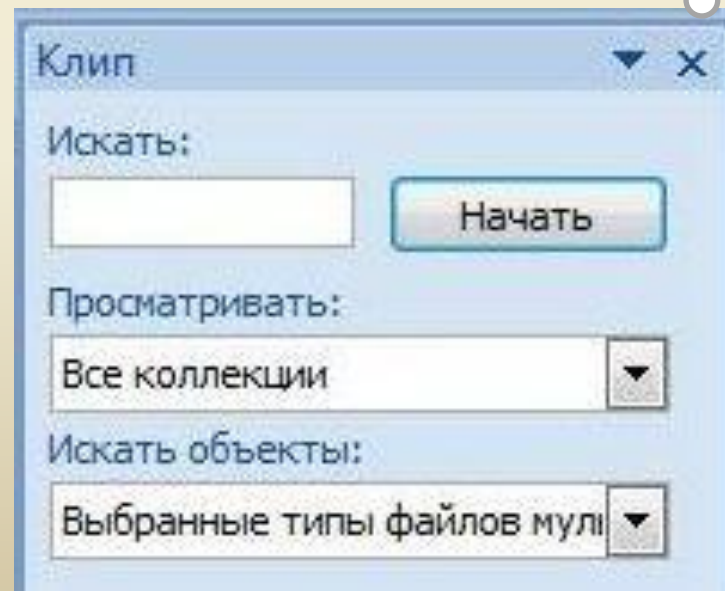 Клип
Искать:
Начать
Просматривать:
Все коллекции
Искать объекты:
Выбранные типы файлов мул